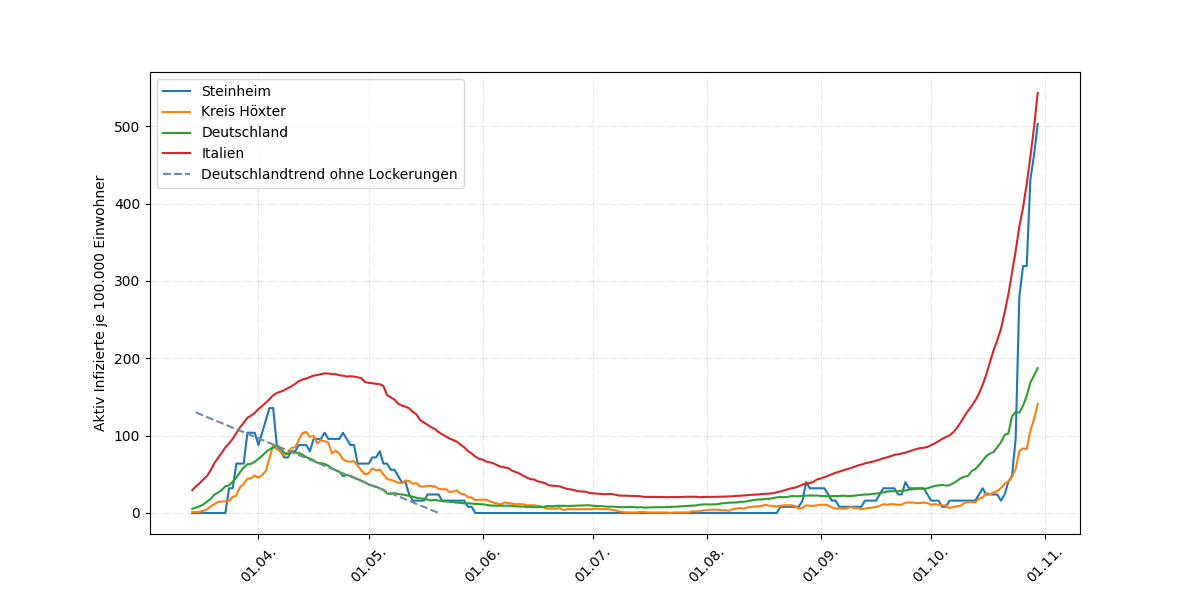 Steinheim
Kreis Höxter
Deutschland
Italien
Deutschlandtrend ohne Lockerungen
Aktiv Infizierte je 100.000 Einwohner
500
400
300
200
100
0
01.04.
01.05.
01.06.
01.07.
01.08.
01.09.
01.10.
01.11.